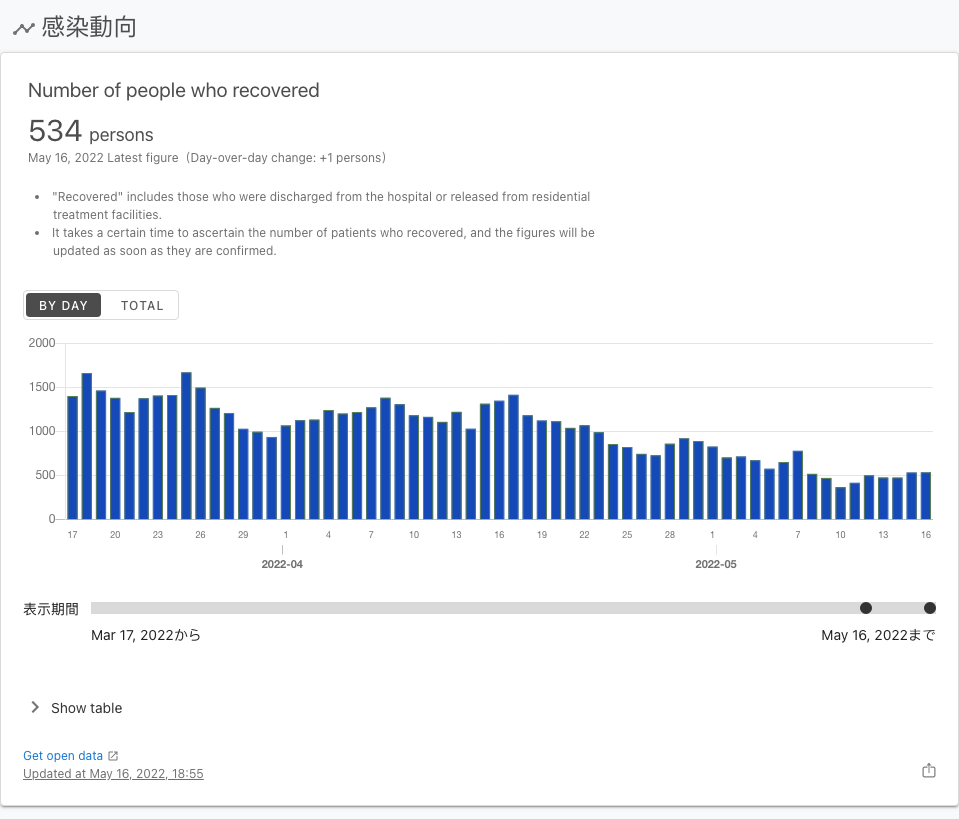 感染動向
Number of people who recovered
534 persons
May 16, 2022 Latest figure (Day-over-day change: +1 persons)
• "Recovered" includes those who were discharged from the hospital or released from residential
treatment facilities.
• It takes a certain time to ascertain the number of patients who recovered, and the figures will be
updated as soon as they are confirmed.
BY DAY TOTAL
2000
1500
1000
500
0
17 20 23 26 29 1 4 7 10 13 16 19 22 25 28 1 4 7 10 13 16
2022-04 2022-05
表示期間
Mar 17, 2022から May 16, 2022まで
Show table
Get open data
Updated at May 16, 2022, 18:55